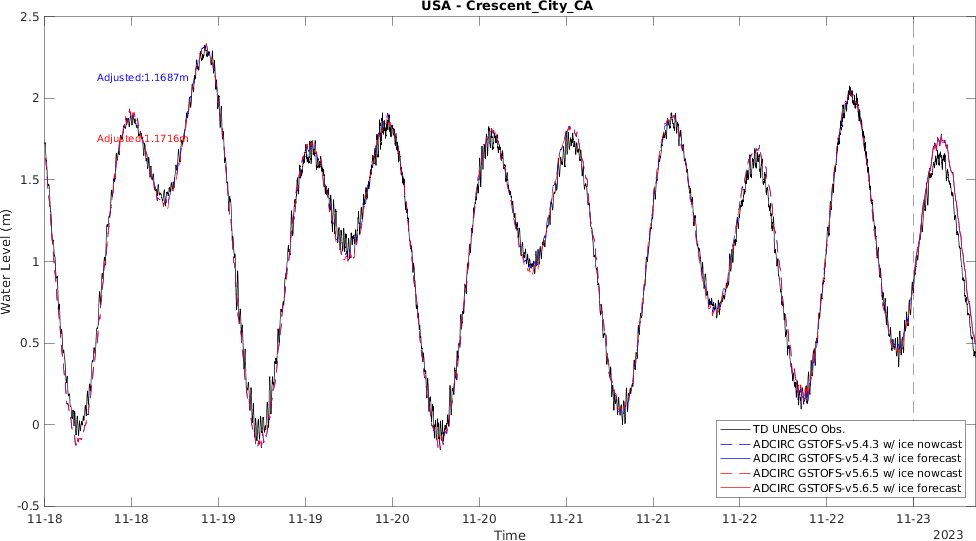 USA - Crescent_City_CA
2.5
2
1.5
1
0.5
0
-0.5
Water Level (m)
Adjusted:1.1687m
Adjusted:1.1716m
TD UNESCO Obs.
ADCIRC GSTOFS-v5.4.3 w/ ice nowcast
ADCIRC GSTOFS-v5.4.3 w/ ice forecast
ADCIRC GSTOFS-v5.6.5 w/ ice nowcast
ADCIRC GSTOFS-v5.6.5 w/ ice forecast
11-18 11-18 11-19 11-19 11-20 11-20 11-21 11-21 11-22 11-22 11-23
Time
2023